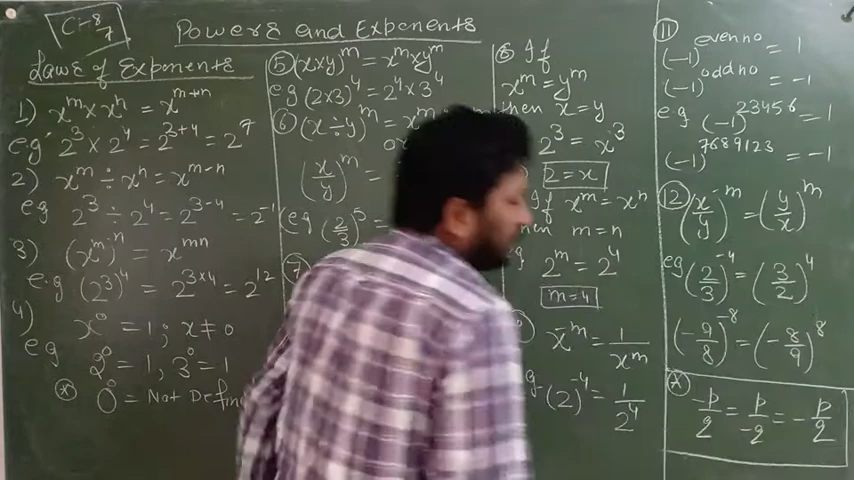 Ch-8/7
Powers and Exponents
Laws of Exponents
1) x^m × x^n = x^{m+n}
eg 2^3 × 2^4 = 2^{3+4} = 2^7
2) x^m ÷ x^n = x^{m-n}
eg 2^3 ÷ 2^4 = 2^{3-4} = 2^{-1}
3) (x^m)^n = x^{mn}
e.g (2^3)^4 = 2^{3×4} = 2^{12}
4) x^0 = 1; x ≠ 0
eg 2^0 = 1, 3^0 = 1
0^0 = Not Defin
5 (x×y)^m = x^m × y^m
eg (2×3)^4 = 2^4 × 3^4
6 (x÷y)^m = x^m
or
(x/y)^m =
eg (2/3)^5 =
7
8 If
x^m = y^m
then x = y
2^3 = x^3
2 = x
If x^m = x^n
m = n
2^m = 2^4
m = 4
x^{-m} = 1/x^m
(2)^{-4} = 1/2^4
11 (-1)^{even no} = 1
(-1)^{odd no} = -1
e.g (-1)^{23456} = 1
(-1)^{7689123} = -1
12 (x/y)^{-m} = (y/x)^m
eg (2/3)^{-4} = (3/2)^4
(-9/8)^{-8} = (-8/9)^8
-p/q = p/-q = -p/q